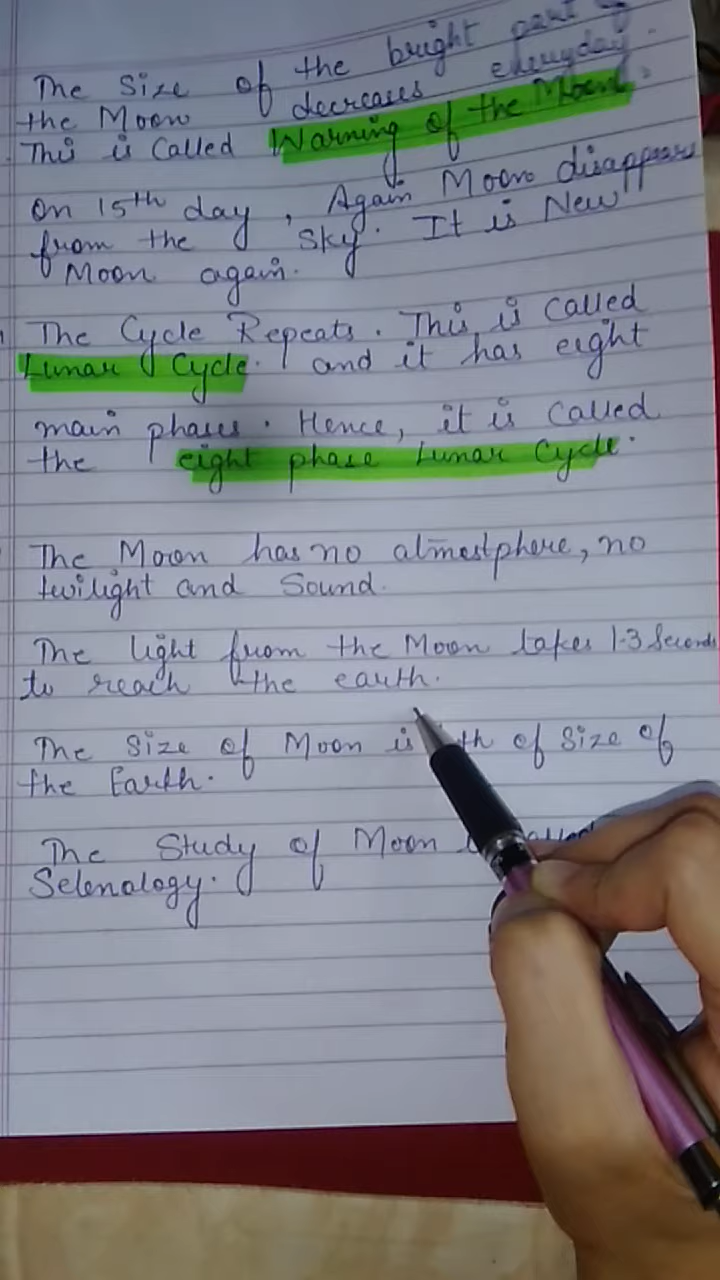 The Size of the bright part
the Moon decreases everyday.
This is Called Warning of the Moon.
On 15th day, Again Moon disappears
from the sky. It is New
Moon again.
The Cycle Repeats. This is called
Lunar Cycle. and it has eight
main phases. Hence, it is called
the eight phase Lunar Cycle.
The Moon has no atmestphere, no
twilight and Sound.
The light from the Moon takes 1.3 Seconds
to reach the earth.
The Size of Moon is th of Size of
the Earth.
The Study of Moon
Selenology.